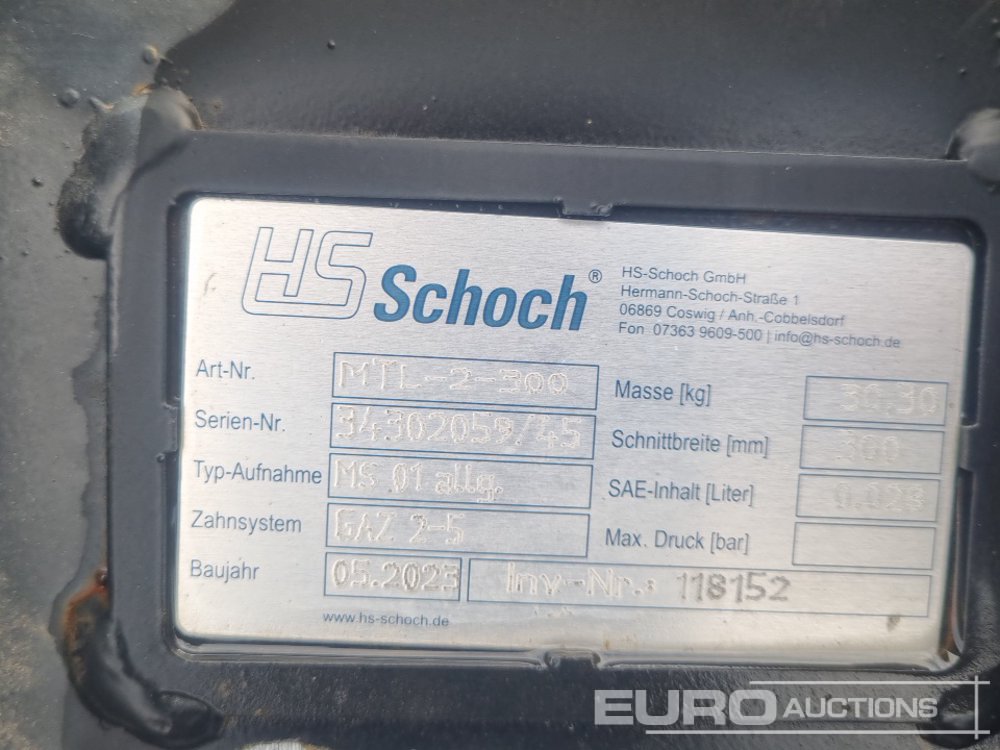 HS Schoch®
HS-Schoch GmbH
Hermann-Schoch-Straße 1
06869 Coswig / Anh.-Cobbelsdorf
Fon 07363 9609-500 | info@hs-schoch.de
Art-Nr. MTL-2-300
Serien-Nr. 34302059/45
Typ-Aufnahme MS 01 allg.
Zahnsystem GAZ 2-5
Baujahr 05.2023 Inv-Nr.: 118152
Masse [kg] 30,30
Schnittbreite [mm] 300
SAE-Inhalt [Liter]
Max. Druck [bar]
www.hs-schoch.de
EURO AUCTIONS